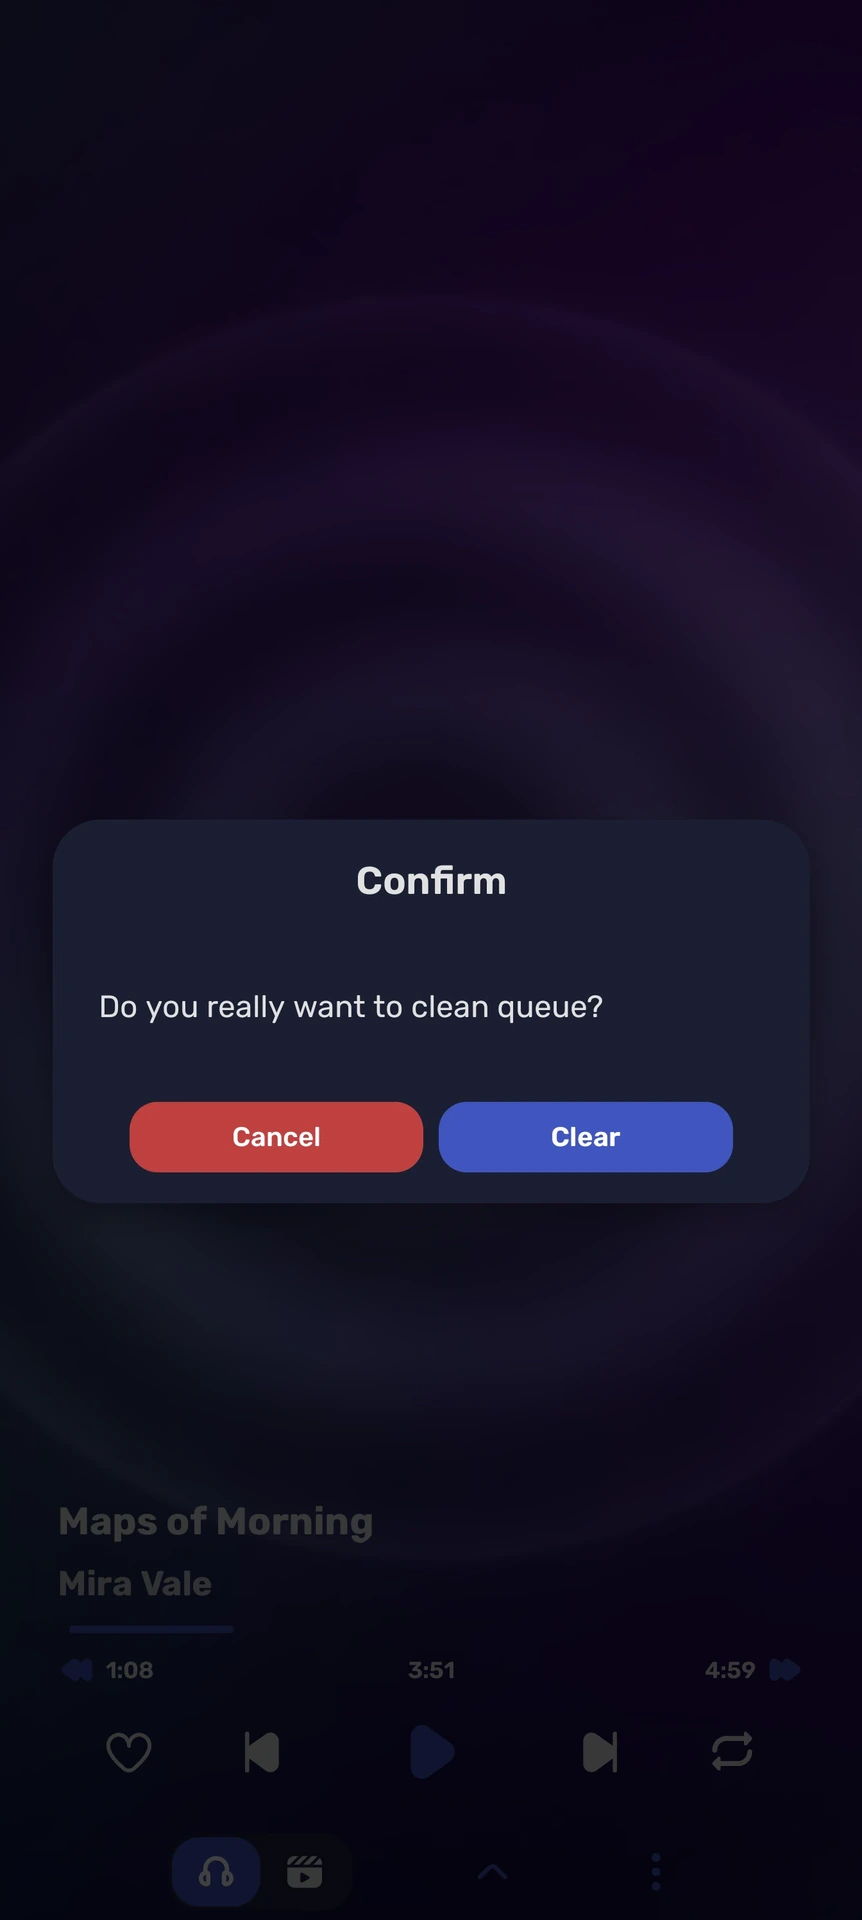 Confirm
Do you really want to clean queue?
Cancel Clear
Maps of Morning
Mira Vale
1:08 3:51 4:59